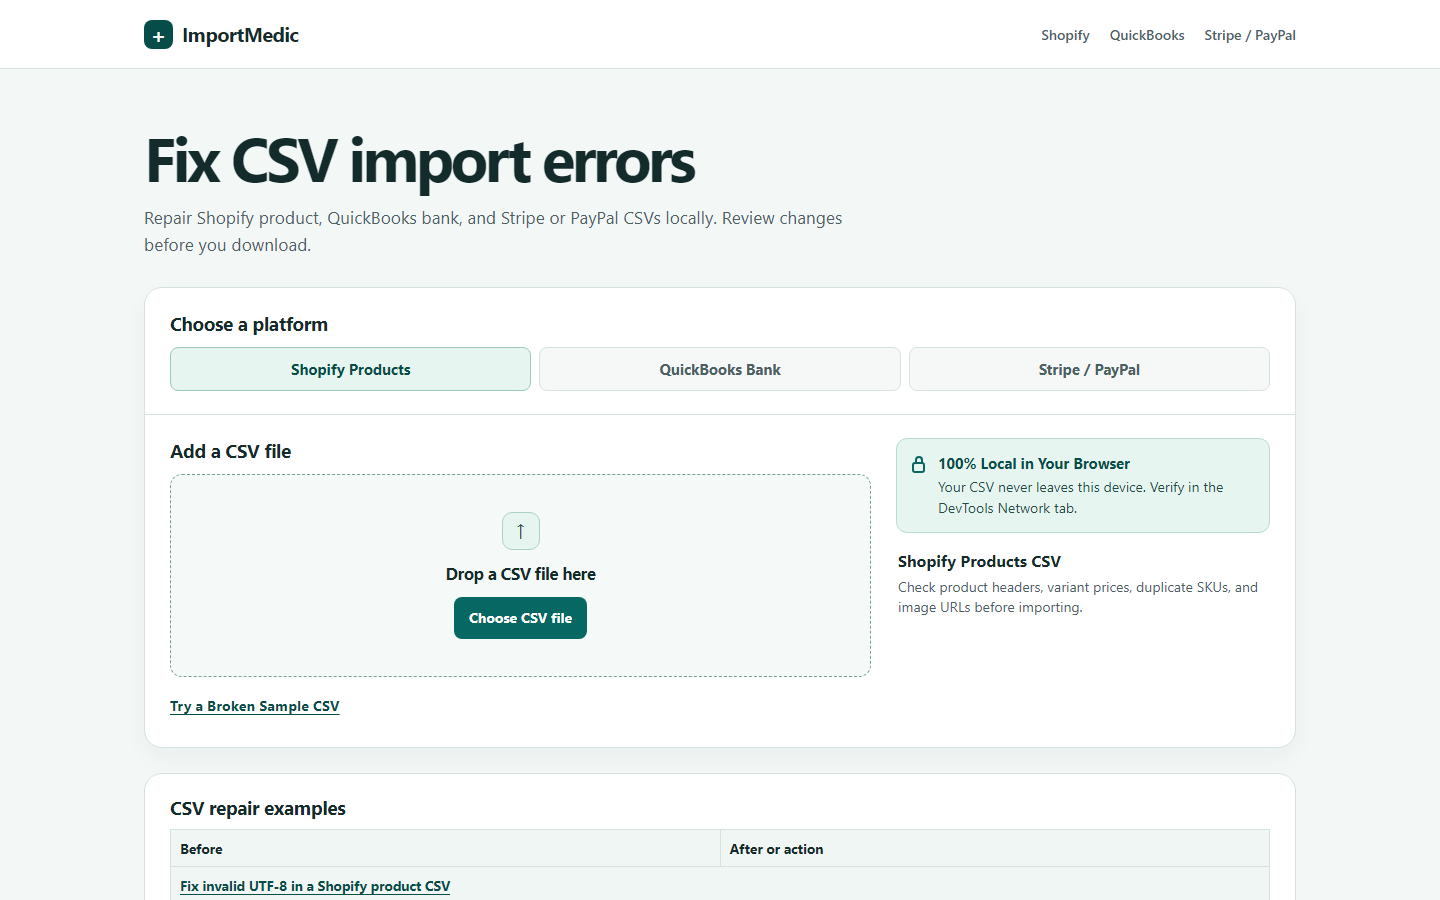 + ImportMedic
Shopify QuickBooks Stripe / PayPal
Fix CSV import errors
Repair Shopify product, QuickBooks bank, and Stripe or PayPal CSVs locally. Review changes
before you download.
Choose a platform
Shopify Products QuickBooks Bank Stripe / PayPal
Add a CSV file
↑
Drop a CSV file here
Choose CSV file
Try a Broken Sample CSV
100% Local in Your Browser
Your CSV never leaves this device. Verify in the
DevTools Network tab.
Shopify Products CSV
Check product headers, variant prices, duplicate SKUs, and
image URLs before importing.
CSV repair examples
Before After or action
Fix invalid UTF-8 in a Shopify product CSV